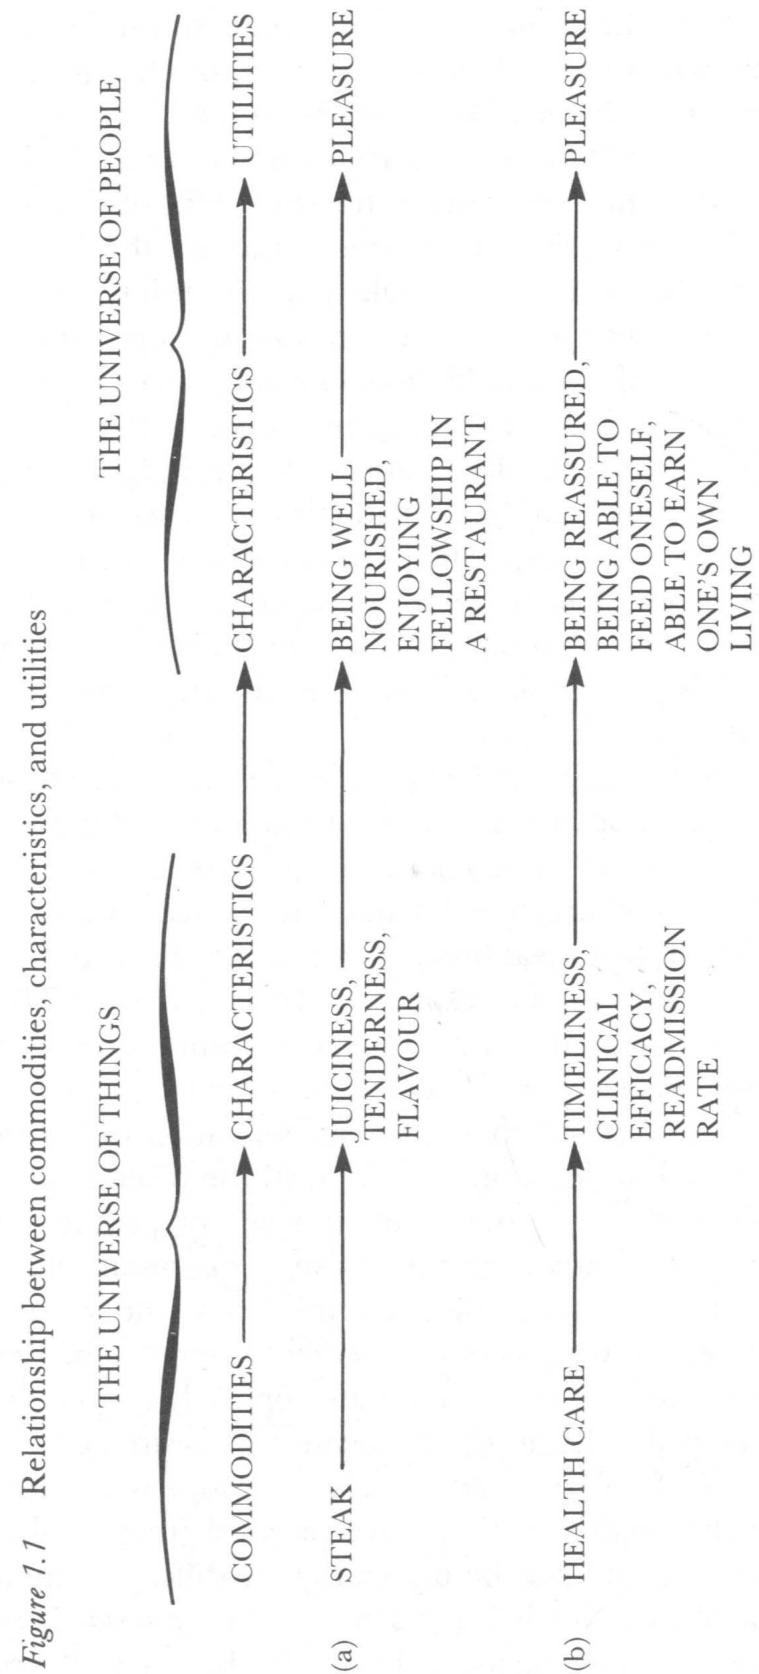 Figure 1.1 Relationship between commodities, characteristics, and utilities
THE UNIVERSE OF THINGS
THE UNIVERSE OF PEOPLE
COMMODITIES
CHARACTERISTICS
CHARACTERISTICS
UTILITIES
(a)
STEAK
JUICINESS,
TENDERNESS,
FLAVOUR
BEING WELL
NOURISHED,
ENJOYING
FELLOWSHIP IN
A RESTAURANT
PLEASURE
(b)
HEALTH CARE
TIMELINESS,
CLINICAL
EFFICACY,
READMISSION
RATE
BEING REASSURED,
BEING ABLE TO
FEED ONESELF,
ABLE TO EARN
ONE'S OWN
LIVING
PLEASURE